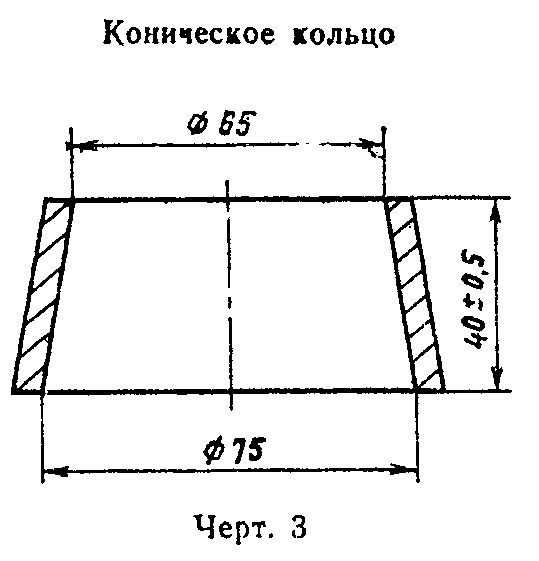 Коническое кольцо
ϕ 65
40 ± 0,5
ϕ 75
Черт. 3